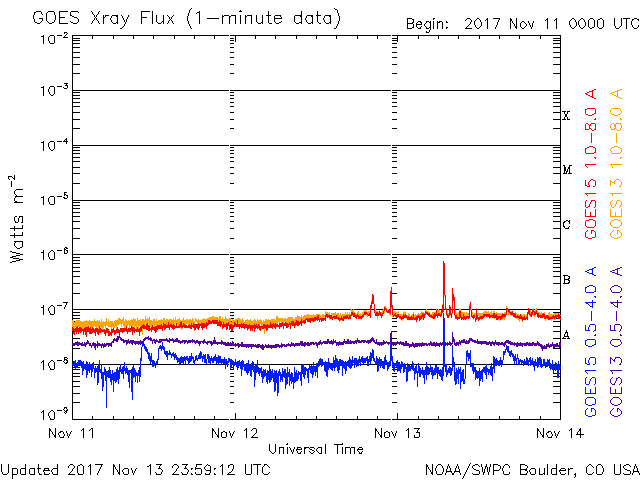 GOES Xray Flux (1-minute data)
Begin: 2017 Nov 11 0000 UTC
10-2
10-3
10-4
10-5
10-6
10-7
10-8
10-9
Watts m-2
X
M
C
B
A
GOES15 1.0-8.0 A
GOES13 1.0-8.0 A
GOES15 0.5-4.0 A
GOES13 0.5-4.0 A
Nov 11
Nov 12
Nov 13
Nov 14
Universal Time
Updated 2017 Nov 13 23:59:12 UTC
NOAA/SWPC Boulder, CO USA